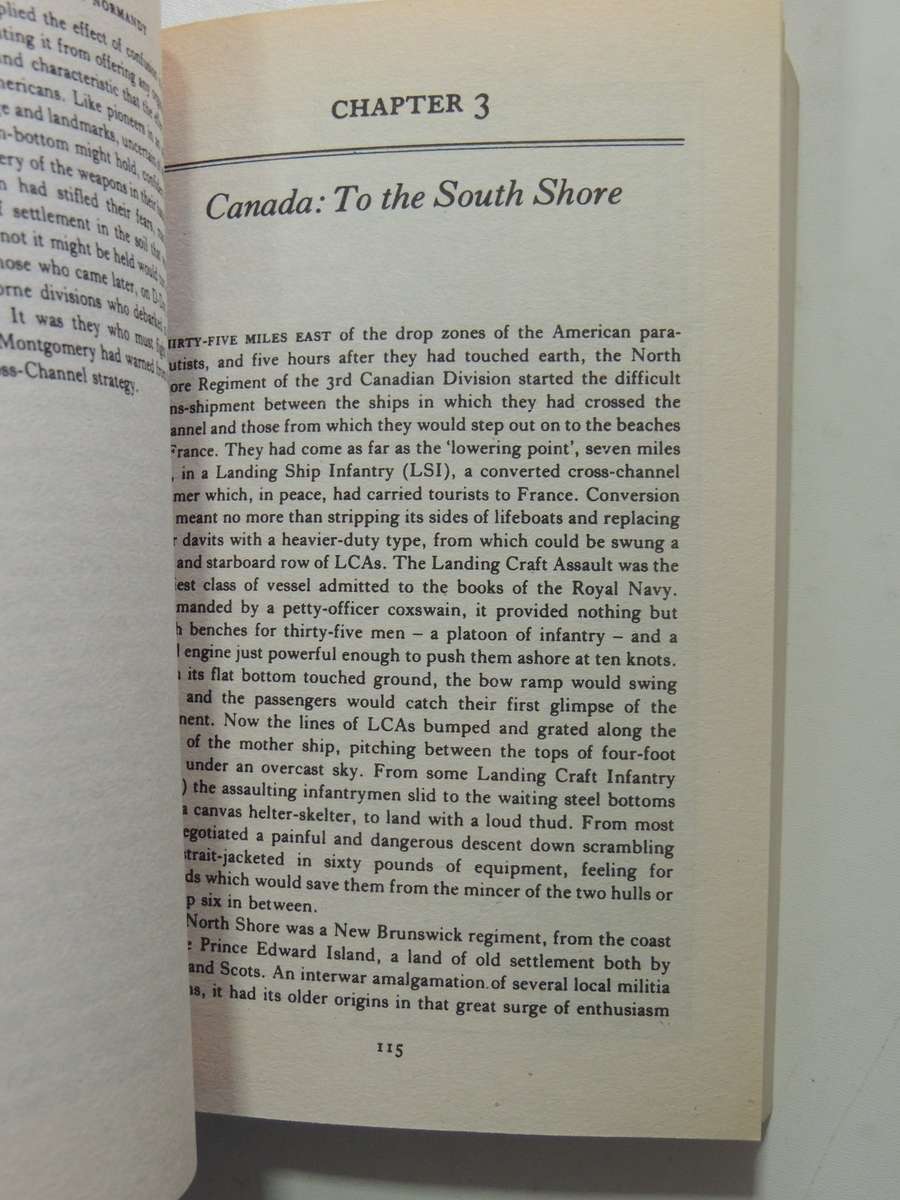 NORMANDY
plied the effect of confusion
ting it from offering any
nd characteristic that the
ericans. Like pioneers in
e and landmarks, uncertain
n-bottom might hold,
ery of the weapons in their
n had stifled their fears,
f settlement in the soil that
not it might be held would
hose who came later, on
orne divisions who debarked
It was they who must fight
Montgomery had warned from
ss-Channel strategy.
CHAPTER 3
Canada: To the South Shore
IRTY-FIVE MILES EAST of the drop zones of the American para-
utists, and five hours after they had touched earth, the North
ore Regiment of the 3rd Canadian Division started the difficult
ns-shipment between the ships in which they had crossed the
annel and those from which they would step out on to the beaches
France. They had come as far as the ‘lowering point’, seven miles
, in a Landing Ship Infantry (LSI), a converted cross-channel
mer which, in peace, had carried tourists to France. Conversion
meant no more than stripping its sides of lifeboats and replacing
r davits with a heavier-duty type, from which could be swung a
and starboard row of LCAs. The Landing Craft Assault was the
est class of vessel admitted to the books of the Royal Navy.
manded by a petty-officer coxswain, it provided nothing but
h benches for thirty-five men – a platoon of infantry – and a
l engine just powerful enough to push them ashore at ten knots.
n its flat bottom touched ground, the bow ramp would swing
and the passengers would catch their first glimpse of the
nent. Now the lines of LCAs bumped and grated along the
of the mother ship, pitching between the tops of four-foot
under an overcast sky. From some Landing Craft Infantry
) the assaulting infantrymen slid to the waiting steel bottoms
a canvas helter-skelter, to land with a loud thud. From most
egotiated a painful and dangerous descent down scrambling
strait-jacketed in sixty pounds of equipment, feeling for
ds which would save them from the mincer of the two hulls or
p six in between.
North Shore was a New Brunswick regiment, from the coast
e Prince Edward Island, a land of old settlement both by
and Scots. An interwar amalgamation of several local militia
ns, it had its older origins in that great surge of enthusiasm
115